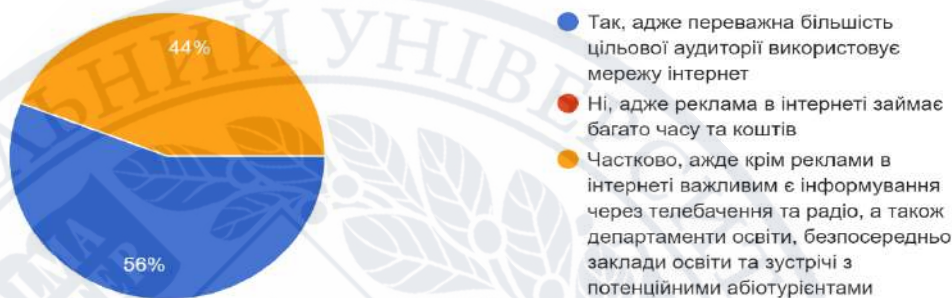 44%
56%
Так, адже переважна більшість
цільової аудиторії використовує
мережу інтернет
Ні, адже реклама в інтернеті займає
багато часу та коштів
Частково, ажде крім реклами в
інтернеті важливим є інформування
через телебачення та радіо, а також
департаменти освіти, безпосередньо
заклади освіти та зустрічі з
потенційними абіотурієнтами